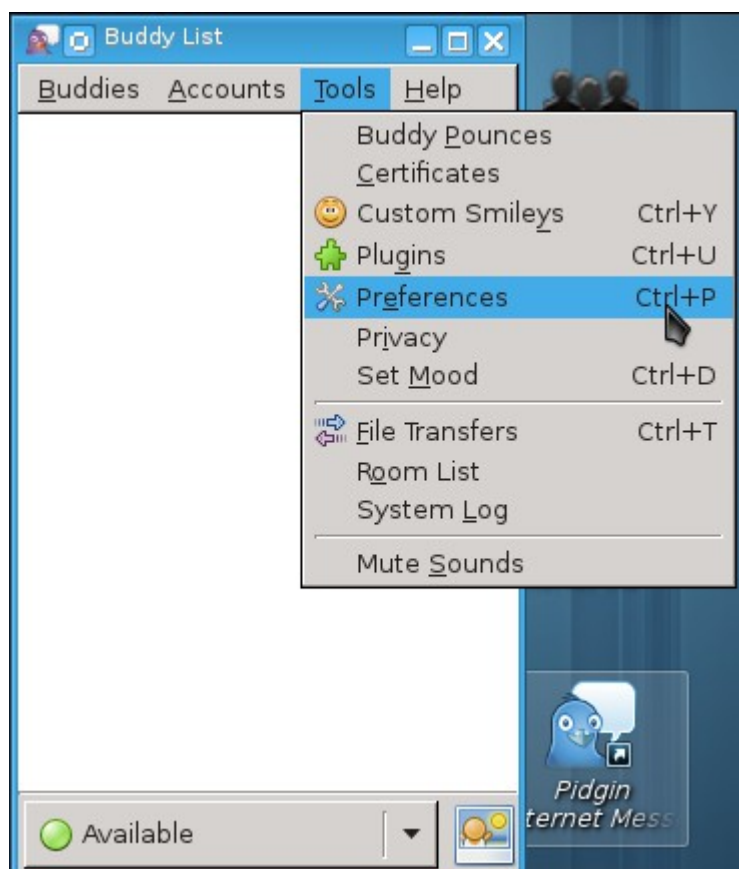 Buddy List
Buddies Accounts Tools Help
Buddy Pounces
Certificates
Custom Smileys Ctrl+Y
Plugins Ctrl+U
Preferences Ctrl+P
Privacy
Set Mood Ctrl+D
File Transfers Ctrl+T
Room List
System Log
Mute Sounds
Pidgin
ternet Mess
Available